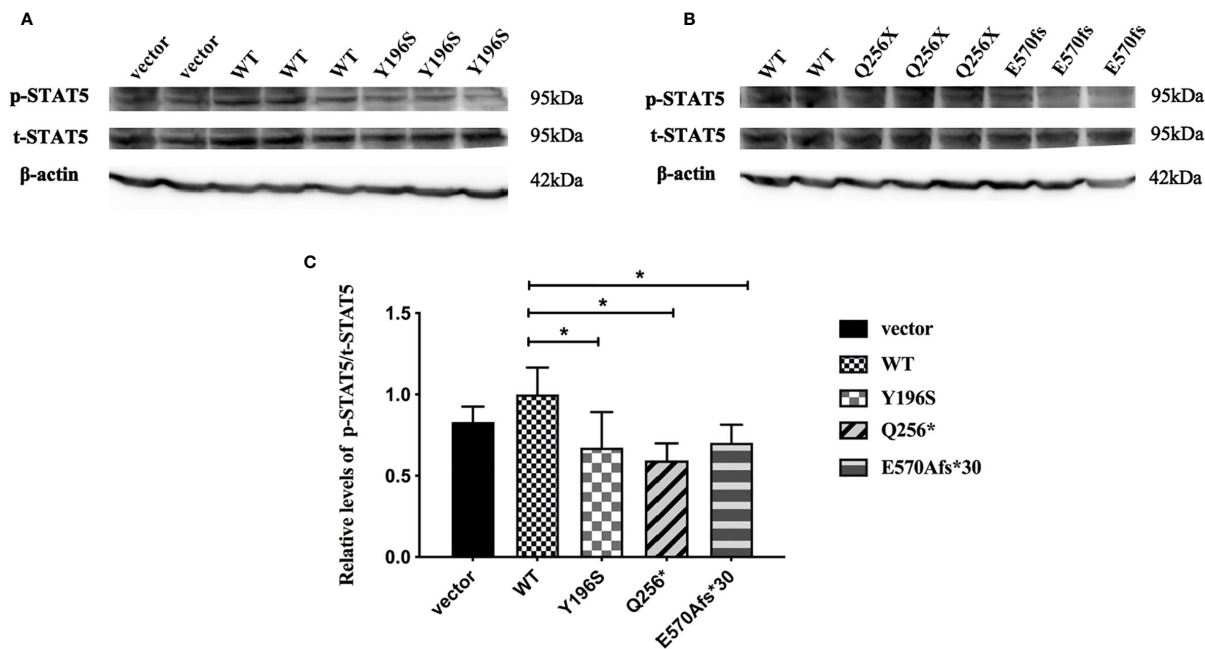 A
vector vector WT WT WT Y196S Y196S Y196S
p-STAT5 95kDa
t-STAT5 95kDa
β-actin 42kDa
B
WT WT Q256X Q256X Q256X E570fs E570fs E570fs
p-STAT5 95kDa
t-STAT5 95kDa
β-actin 42kDa
C
Relative levels of p-STAT5/t-STAT5
1.5
1.0
0.5
0.0
*
*
*
vector WT Y196S Q256* E570Afs*30
vector
WT
Y196S
Q256*
E570Afs*30